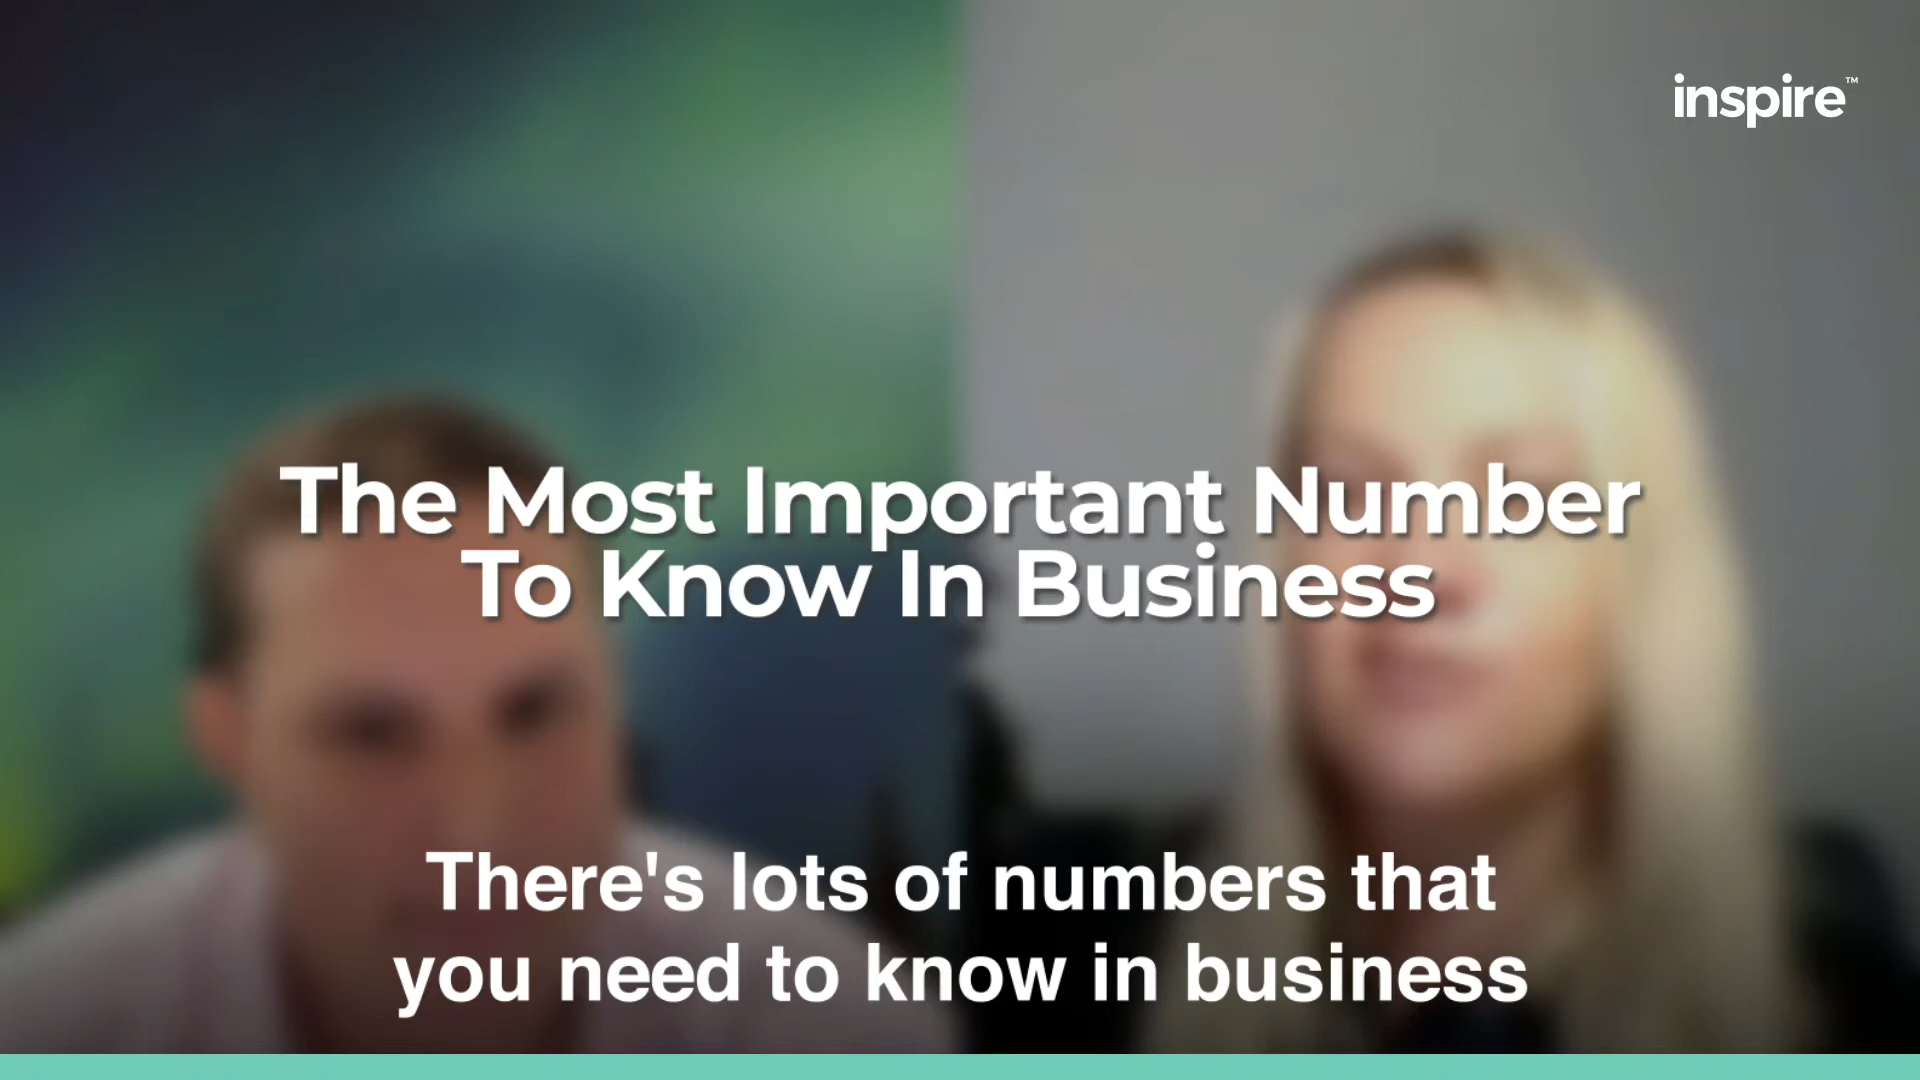 inspire™
The Most Important Number
To Know In Business
There's lots of numbers that
you need to know in business